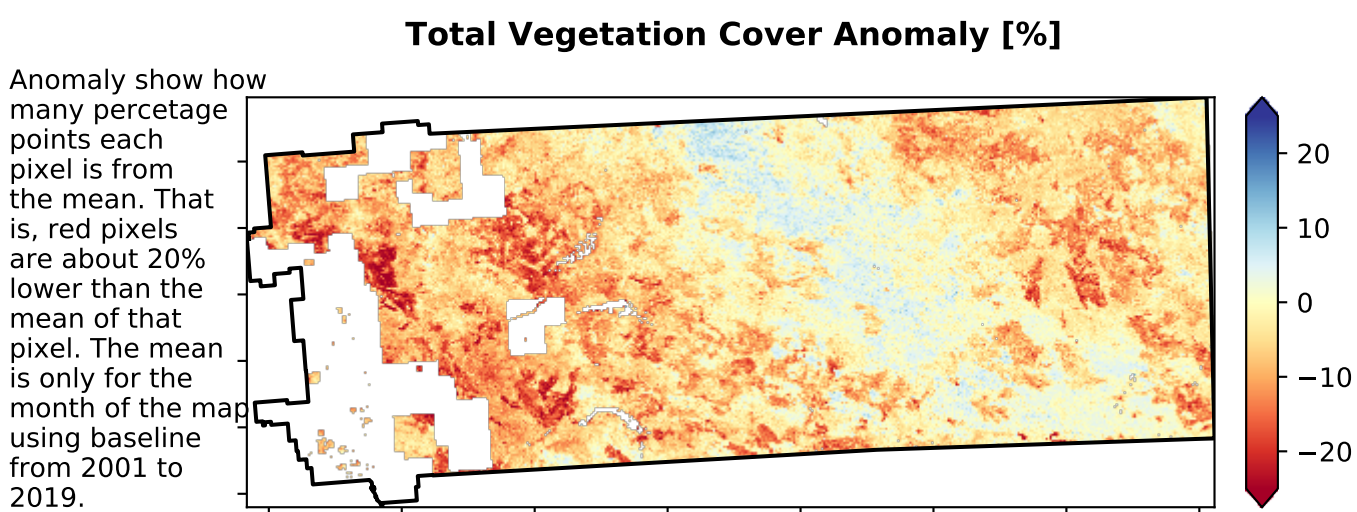 Total Vegetation Cover Anomaly [%]
Anomaly show how
many percetage
points each
pixel is from
the mean. That
is, red pixels
are about 20%
lower than the
mean of that
pixel. The mean
is only for the
month of the map
using baseline
from 2001 to
2019.
20
10
0
−10
−20